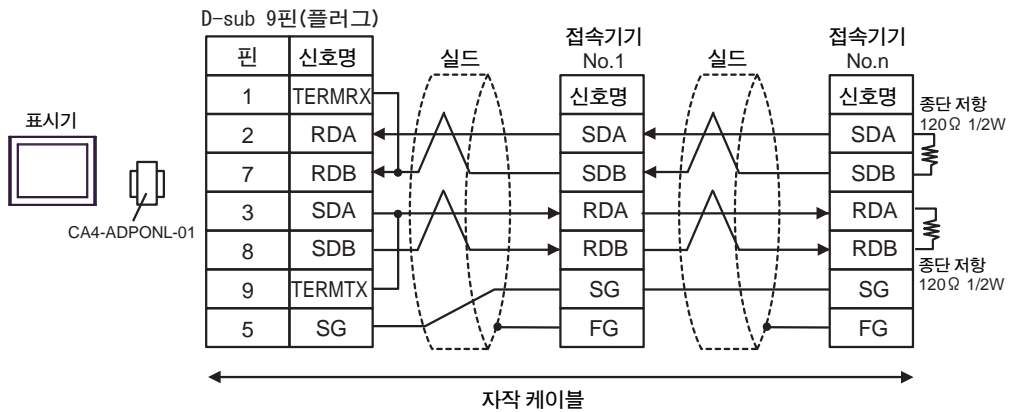 D-sub 9핀(플러그)
접속기기
No.1
접속기기
No.n
핀 신호명 실드 실드
신호명 신호명
1 TERMRX
종단 저항
120Ω 1/2W
표시기
2 RDA SDA SDA
7 RDB SDB SDB
3 SDA RDA RDA
CA4-ADPONL-01
8 SDB RDB RDB
종단 저항
120Ω 1/2W
9 TERMTX SG SG
5 SG FG FG
자작 케이블